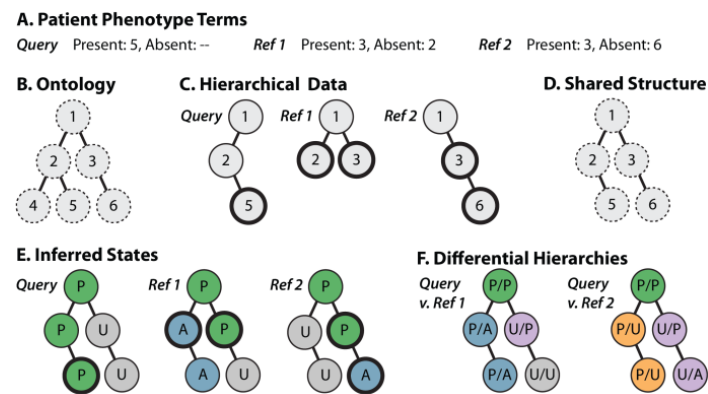 A. Patient Phenotype Terms
Query Present: 5, Absent: -- Ref 1 Present: 3, Absent: 2 Ref 2 Present: 3, Absent: 6
B. Ontology
1
2 3
4 5 6
C. Hierarchical Data
Query 1
2
5
Ref 1 1
2 3
Ref 2 1
3
6
D. Shared Structure
1
2 3
5 6
E. Inferred States
Query P
P U
P U
Ref 1 P
A P
A U
Ref 2 P
U P
U A
F. Differential Hierarchies
Query
v. Ref 1
P/P
P/A U/P
P/A U/U
Query
v. Ref 2
P/P
P/U U/P
P/U U/A